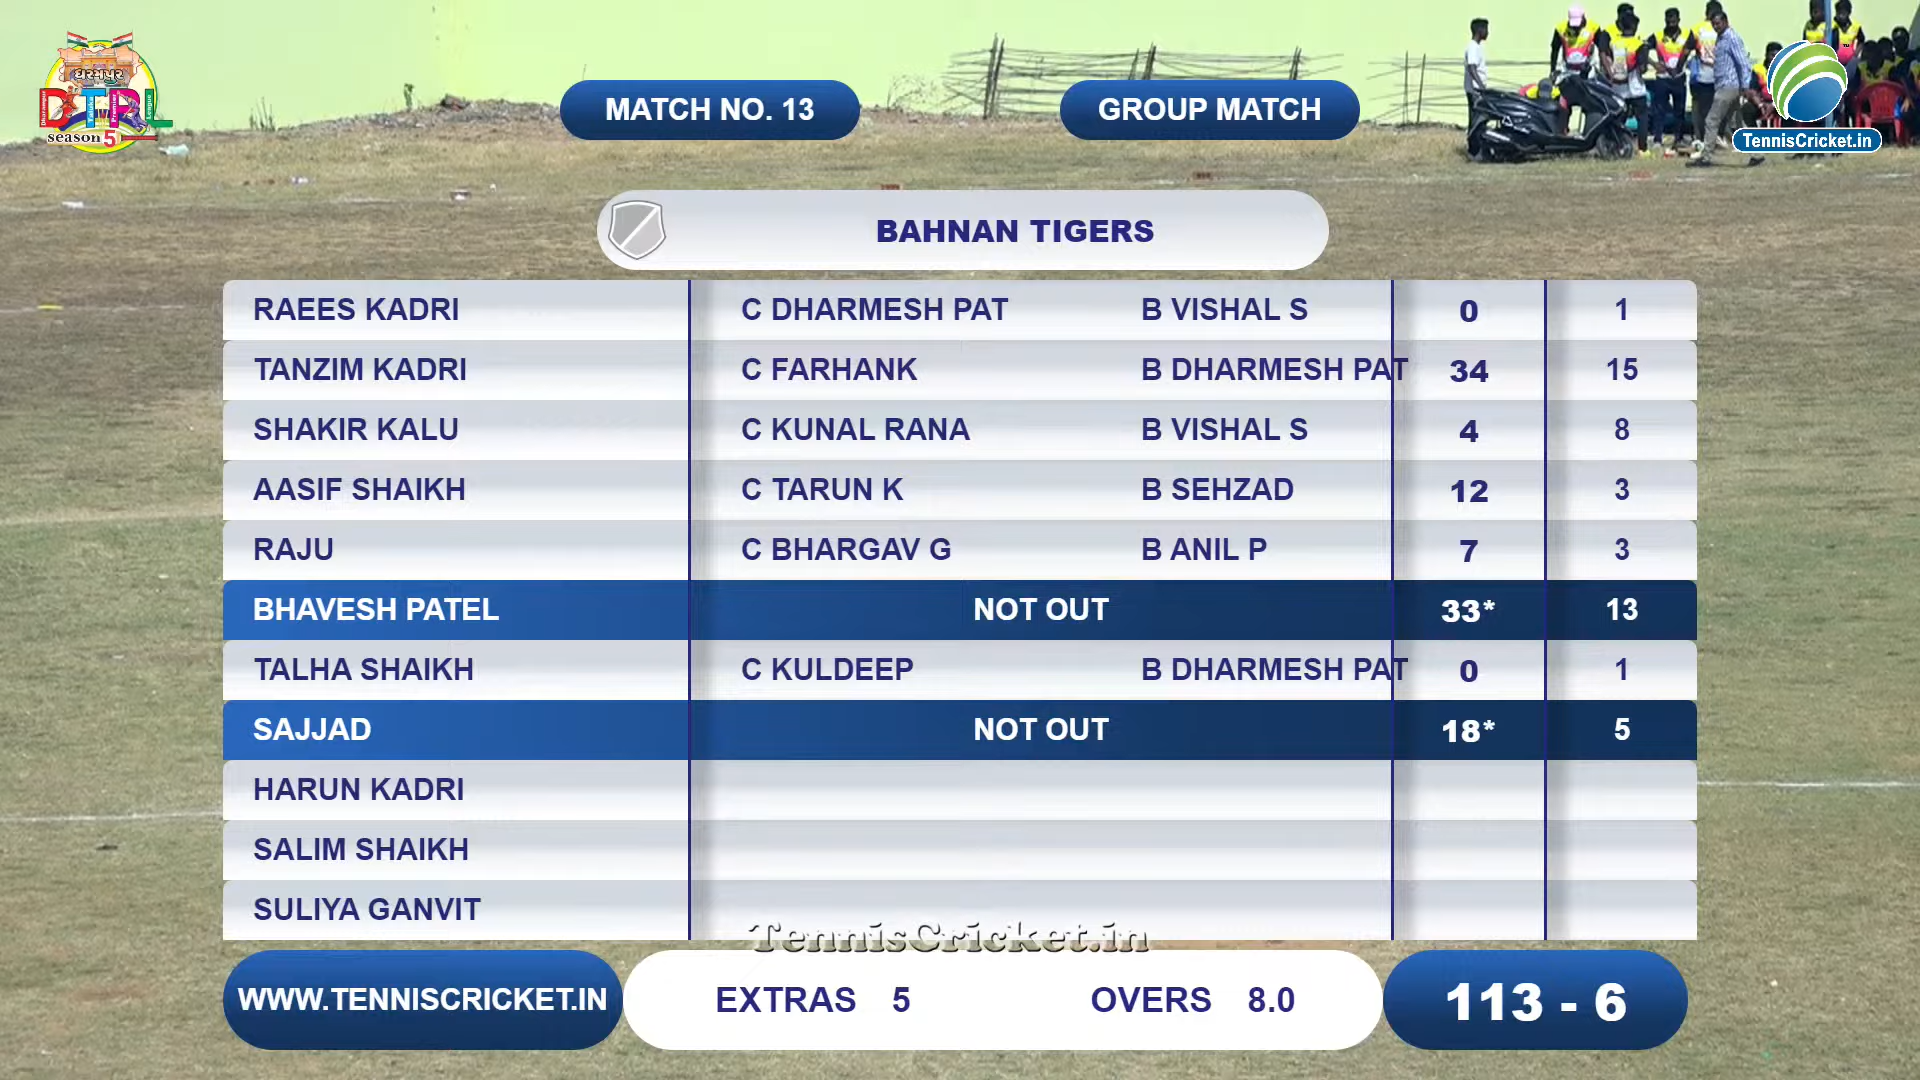 ધરમપુર
DTPL
season 5
MATCH NO. 13
GROUP MATCH
TennisCricket.in
BAHNAN TIGERS
RAEES KADRI C DHARMESH PAT B VISHAL S 0 1
TANZIM KADRI C FARHANK B DHARMESH PAT 34 15
SHAKIR KALU C KUNAL RANA B VISHAL S 4 8
AASIF SHAIKH C TARUN K B SEHZAD 12 3
RAJU C BHARGAV G B ANIL P 7 3
BHAVESH PATEL NOT OUT 33* 13
TALHA SHAIKH C KULDEEP B DHARMESH PAT 0 1
SAJJAD NOT OUT 18* 5
HARUN KADRI
SALIM SHAIKH
SULIYA GANVIT
TennisCricket.in
WWW.TENNISCRICKET.IN EXTRAS 5 OVERS 8.0 113 - 6